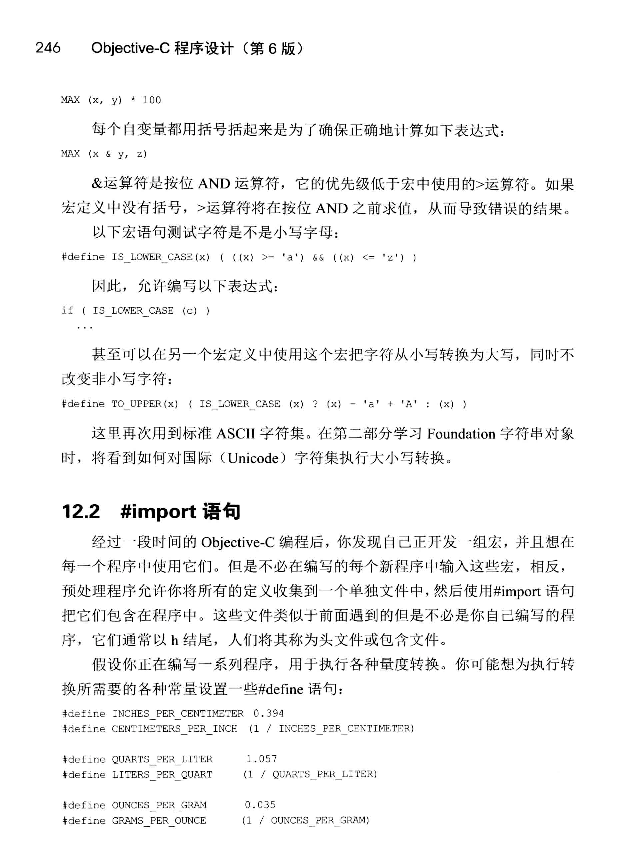 246 Objective-C 程序设计（第 6 版）
MAX (x, y) * 100
每个自变量都用括号括起来是为了确保正确地计算如下表达式：
MAX (x & y, z)
&运算符是按位 AND 运算符，它的优先级低于宏中使用的>运算符。如果
宏定义中没有括号，>运算符将在按位 AND 之前求值，从而导致错误的结果。
以下宏语句测试字符是不是小写字母：
#define IS_LOWER_CASE(x) ( ((x) >= 'a') && ((x) <= 'z') )
因此，允许编写以下表达式：
if ( IS_LOWER_CASE (c) )
...
甚至可以在另一个宏定义中使用这个宏把字符从小写转换为大写，同时不
改变非小写字符：
#define TO_UPPER(x) ( IS_LOWER_CASE (x) ? (x) - 'a' + 'A' : (x) )
这里再次用到标准 ASCII 字符集。在第二部分学习 Foundation 字符串对象
时，将看到如何对国际（Unicode）字符集执行大小写转换。
12.2 #import 语句
经过一段时间的 Objective-C 编程后，你发现自己正开发一组宏，并且想在
每一个程序中使用它们。但是不必在编写的每个新程序中输入这些宏，相反，
预处理程序允许你将所有的定义收集到一个单独文件中，然后使用#import 语句
把它们包含在程序中。这些文件类似于前面遇到的但是不必是你自己编写的程
序，它们通常以 h 结尾，人们将其称为头文件或包含文件。
假设你正在编写一系列程序，用于执行各种量度转换。你可能想为执行转
换所需要的各种常量设置一些#define 语句：
#define INCHES_PER_CENTIMETER 0.394
#define CENTIMETERS_PER_INCH (1 / INCHES_PER_CENTIMETER)
#define QUARTS_PER_LITER 1.057
#define LITERS_PER_QUART (1 / QUARTS_PER_LITER)
#define OUNCES_PER_GRAM 0.035
#define GRAMS_PER_OUNCE (1 / OUNCES_PER_GRAM)